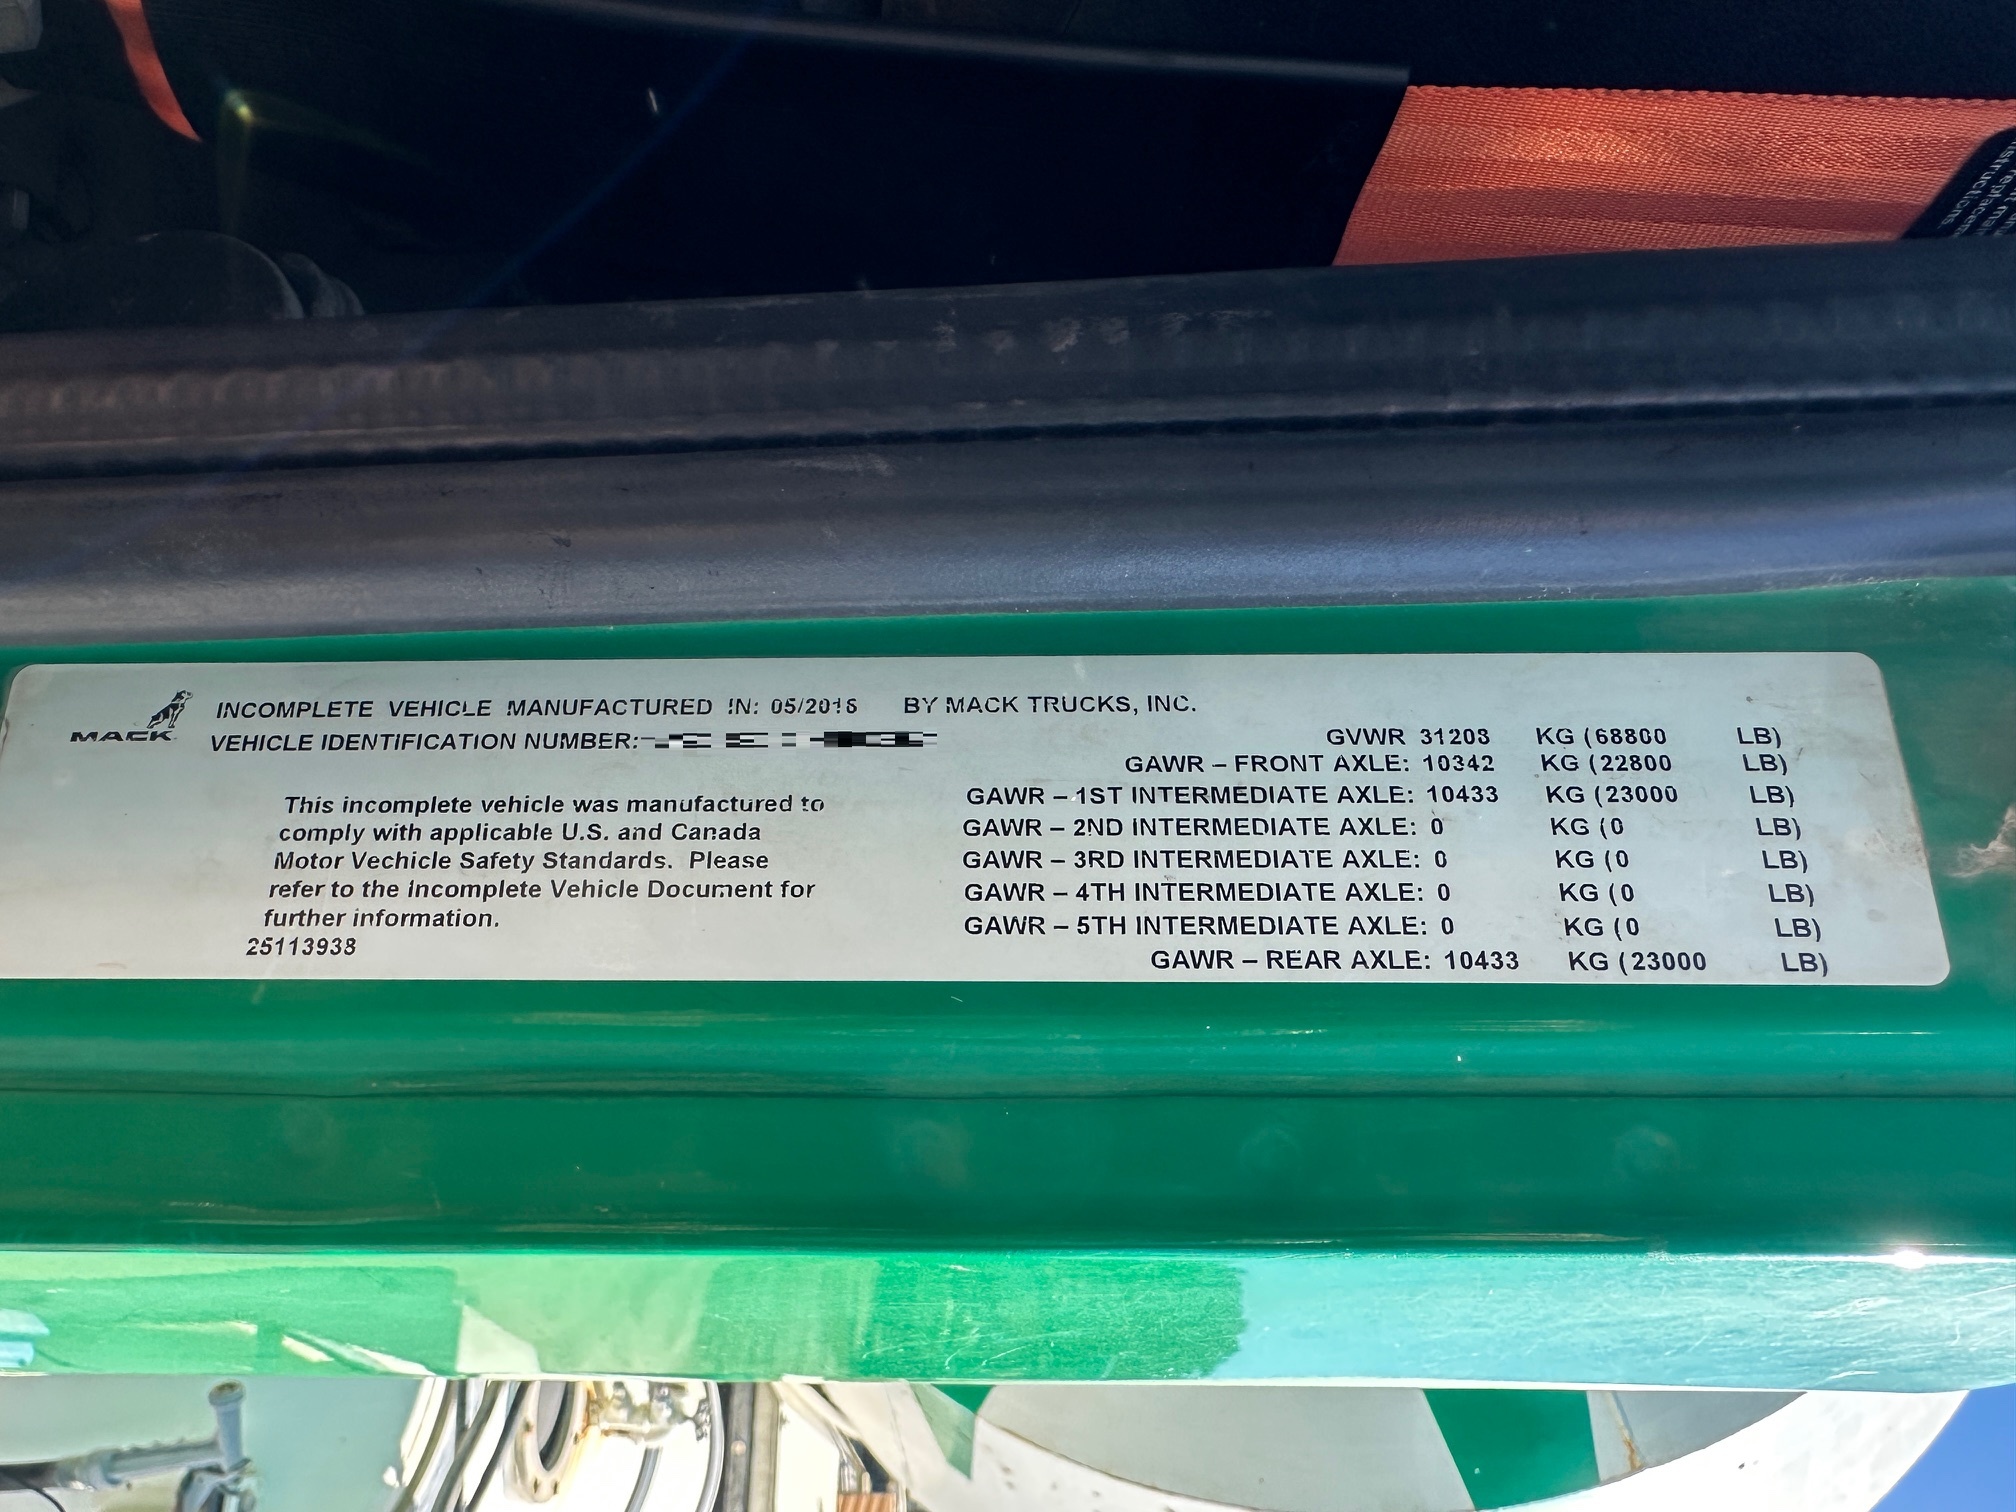 MACK
INCOMPLETE VEHICLE MANUFACTURED IN: 05/2018 BY MACK TRUCKS, INC.
VEHICLE IDENTIFICATION NUMBER:
This incomplete vehicle was manufactured to
comply with applicable U.S. and Canada
Motor Vechicle Safety Standards. Please
refer to the Incomplete Vehicle Document for
further information.
25113938
GVWR 31208 KG (68800 LB)
GAWR – FRONT AXLE: 10342 KG (22800 LB)
GAWR – 1ST INTERMEDIATE AXLE: 10433 KG (23000 LB)
GAWR – 2ND INTERMEDIATE AXLE: 0 KG (0 LB)
GAWR – 3RD INTERMEDIATE AXLE: 0 KG (0 LB)
GAWR – 4TH INTERMEDIATE AXLE: 0 KG (0 LB)
GAWR – 5TH INTERMEDIATE AXLE: 0 KG (0 LB)
GAWR – REAR AXLE: 10433 KG (23000 LB)